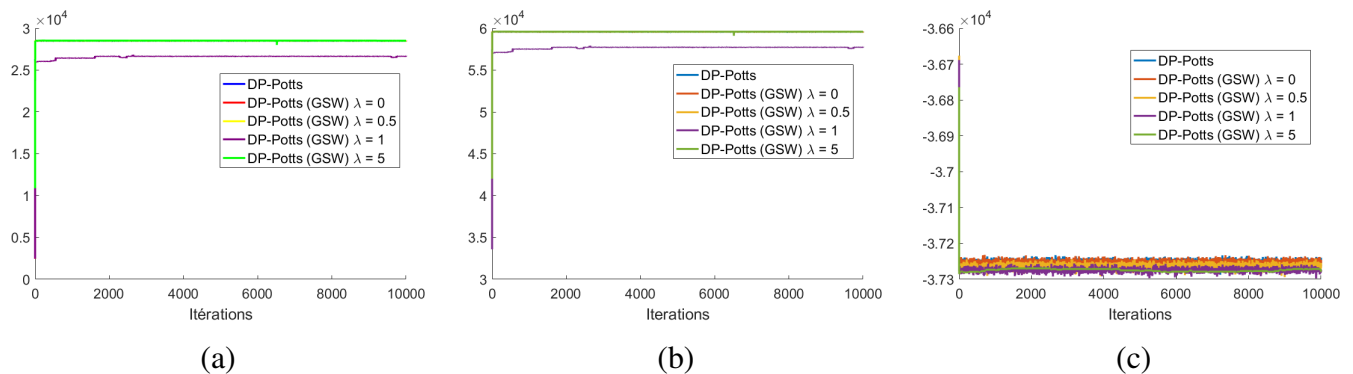 ×10⁴
3
2.5
2
1.5
1
0.5
0
0 2000 4000 6000 8000 10000
Itérations
DP-Potts
DP-Potts (GSW) λ = 0
DP-Potts (GSW) λ = 0.5
DP-Potts (GSW) λ = 1
DP-Potts (GSW) λ = 5
(a)
×10⁴
6
5.5
5
4.5
4
3.5
3
0 2000 4000 6000 8000 10000
Iterations
DP-Potts
DP-Potts (GSW) λ = 0
DP-Potts (GSW) λ = 0.5
DP-Potts (GSW) λ = 1
DP-Potts (GSW) λ = 5
(b)
×10⁴
-3.66
-3.67
-3.68
-3.69
-3.7
-3.71
-3.72
-3.73
0 2000 4000 6000 8000 10000
Iterations
DP-Potts
DP-Potts (GSW) λ = 0
DP-Potts (GSW) λ = 0.5
DP-Potts (GSW) λ = 1
DP-Potts (GSW) λ = 5
(c)